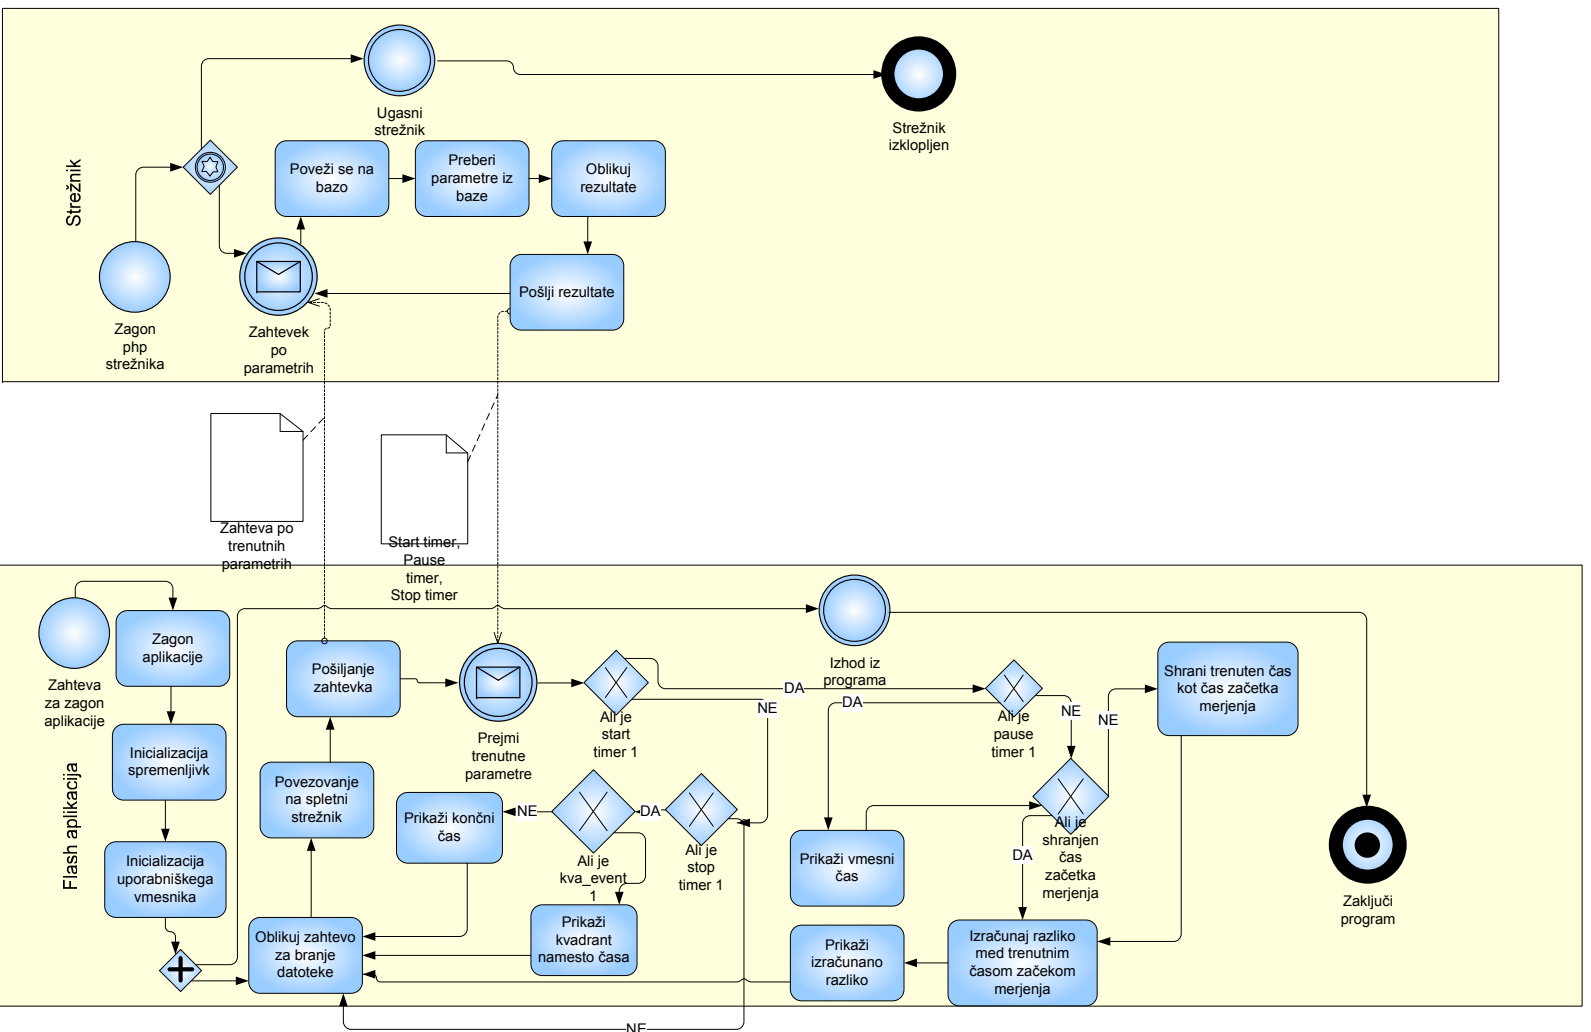 Strežnik
Ugasni
strežnik
Strežnik
izklopljen
Poveži se na
bazo
Preberi
parametre iz
baze
Oblikuj
rezultate
Pošlji rezultate
Zagon
php
strežnika
Zahtevek
po
parametrih
Zahteva po
trenutnih
parametrih
Start timer,
Pause
timer,
Stop timer
Flash aplikacija
Zahteva
za zagon
aplikacije
Zagon
aplikacije
Inicializacija
spremenljivk
Inicializacija
uporabniškega
vmesnika
Pošiljanje
zahtevka
Povezovanje
na spletni
strežnik
Oblikuj zahtevo
za branje
datoteke
Prejmi
trenutne
parametre
Ali je
start
timer 1
DA
NE
Izhod iz
programa
DA
Ali je
pause
timer 1
NE
NE
Shrani trenuten čas
kot čas začetka
merjenja
Prikaži končni
čas
NE
Ali je
kva_event
1
DA
Ali je
stop
timer 1
Prikaži
kvadrant
namesto časa
Prikaži vmesni
čas
Ali je
shranjen
čas
začetka
merjenja
DA
Prikaži
izračunano
razliko
Izračunaj razliko
med trenutnim
časom začekom
merjenja
Zaključi
program
NE